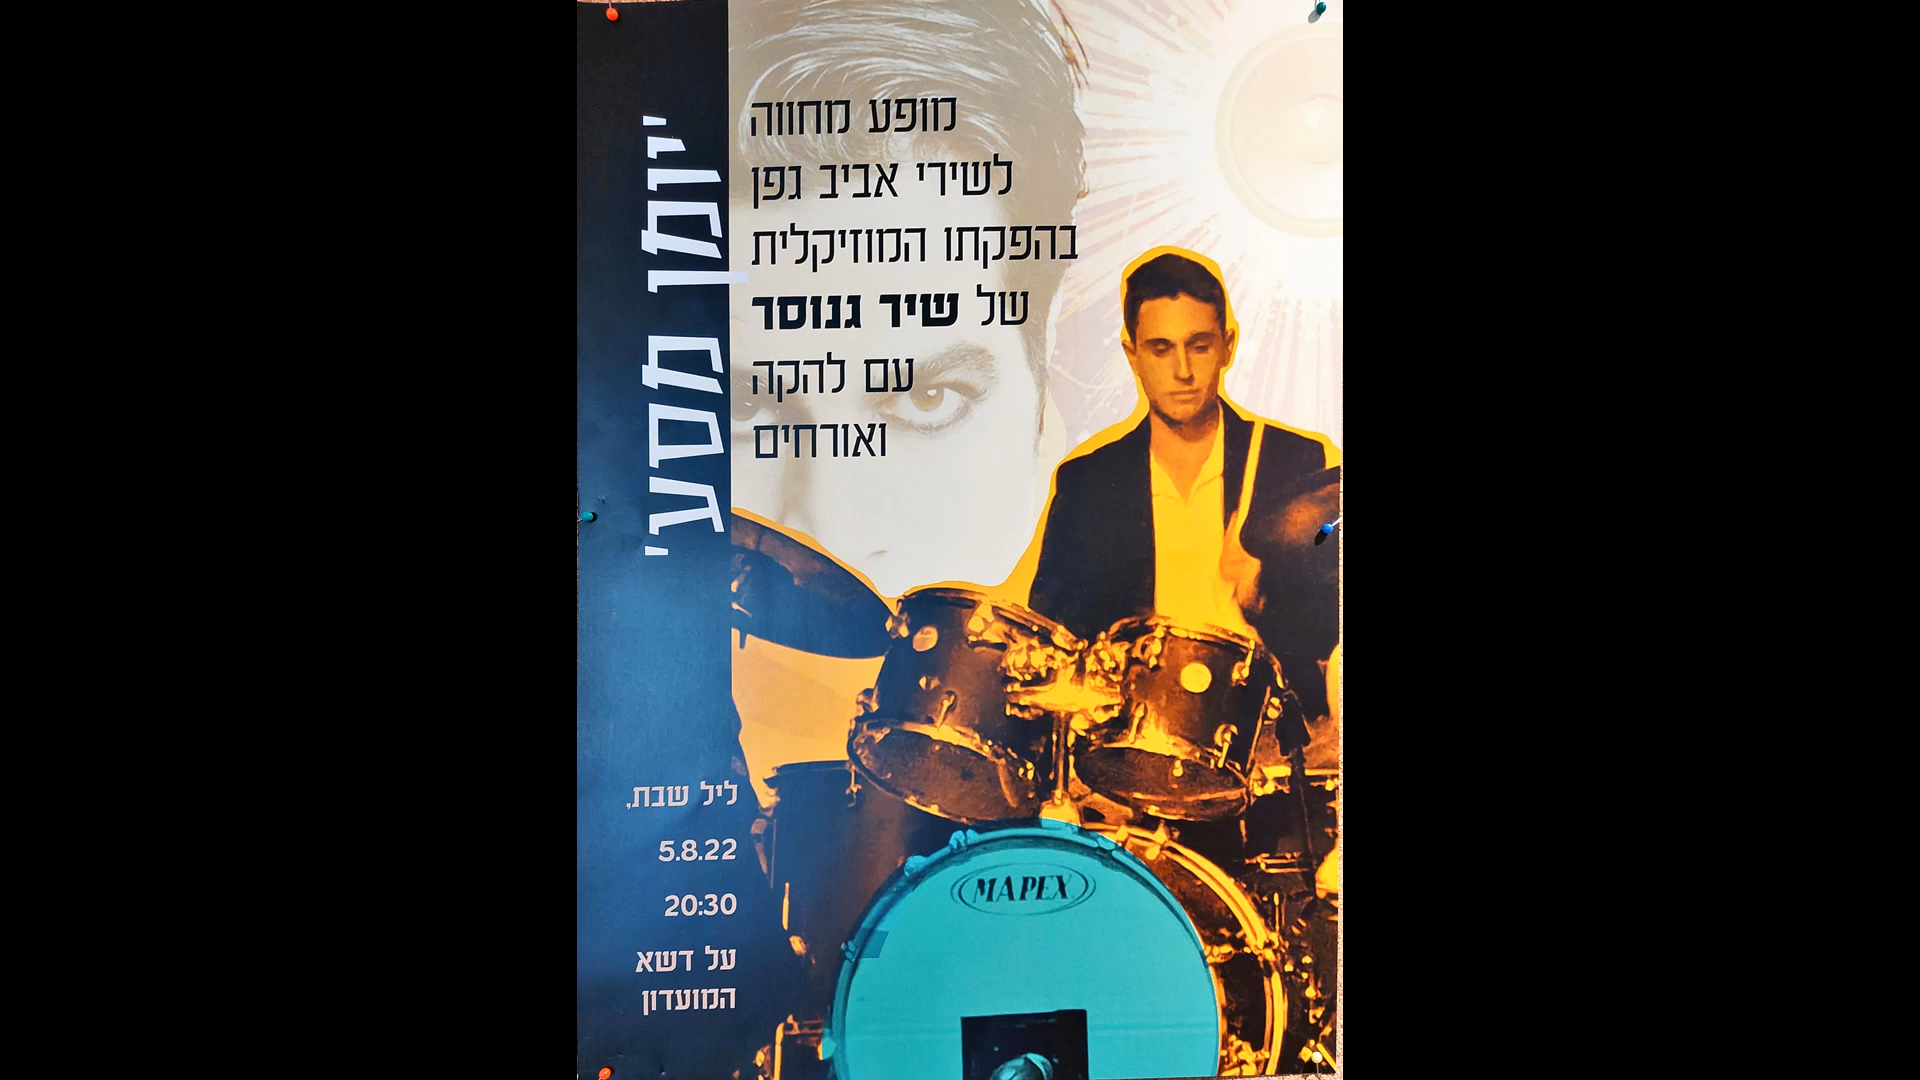 יומן מסעי
מופע מחווה
לשירי אביב גפן
בהפקתו המוזיקלית
של שיר גנוסר
עם להקה
ואורחים
ליל שבת,
5.8.22
20:30
על דשא
המועדון
MAPEX